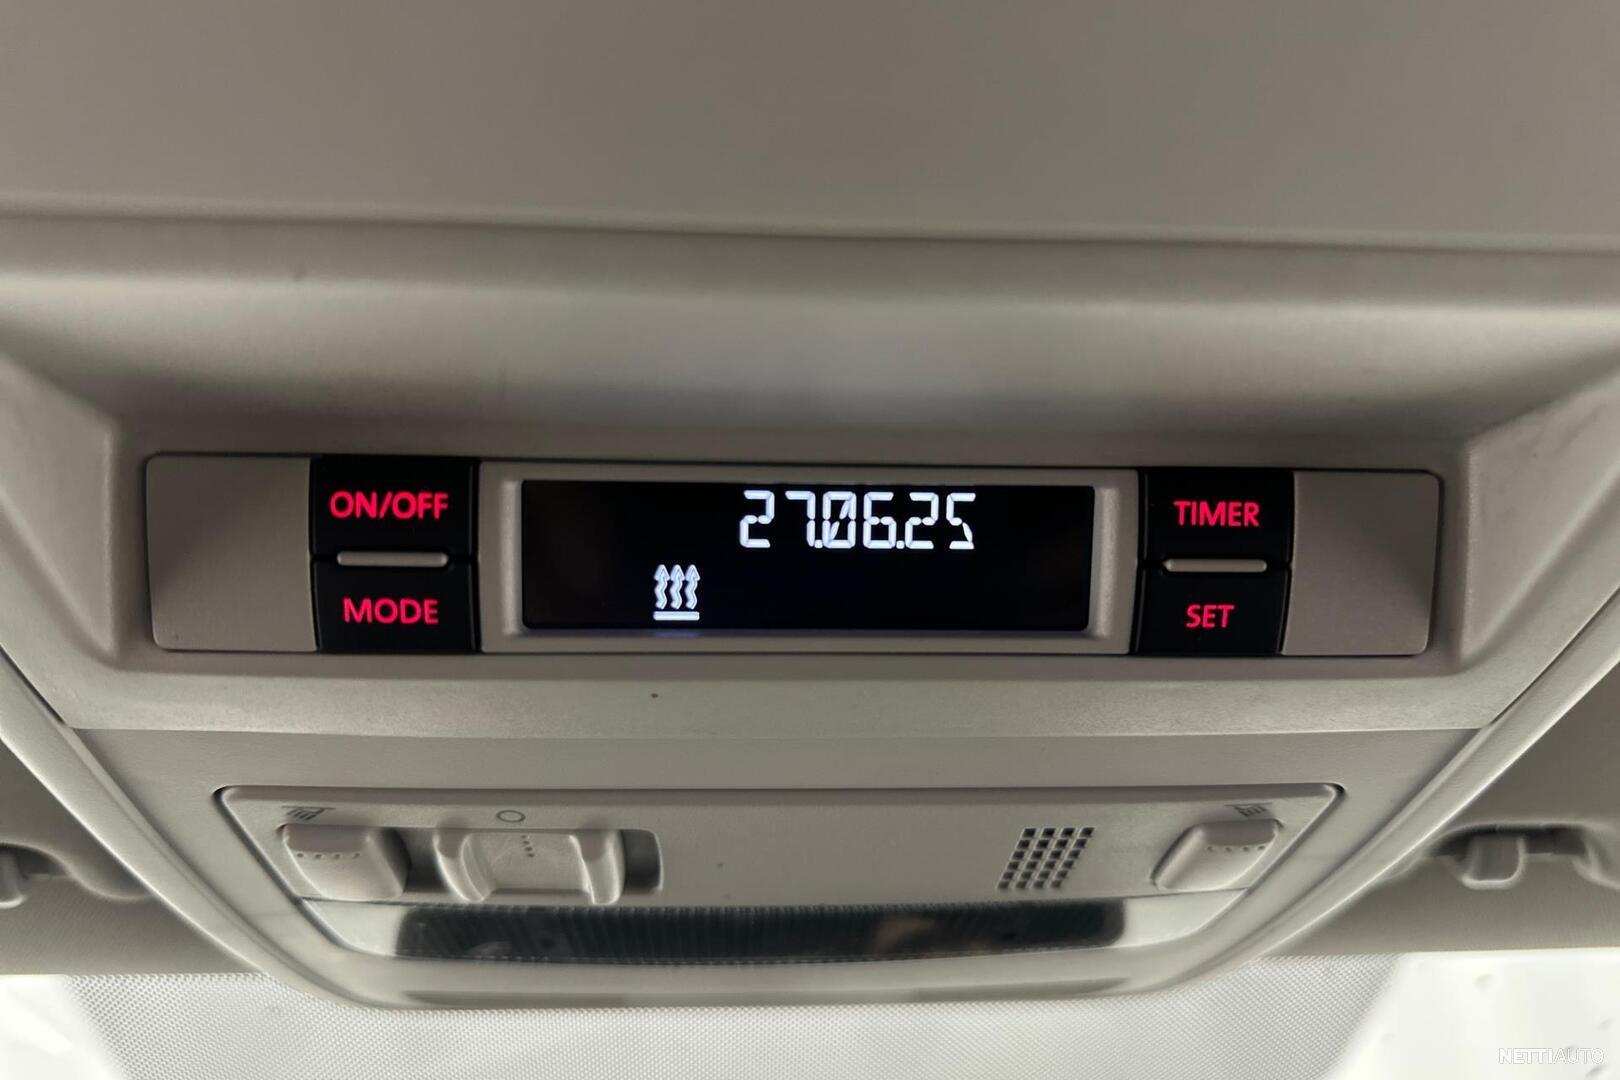 ON/OFF
27.06.25
TIMER
MODE
SET
NETTIAUTO